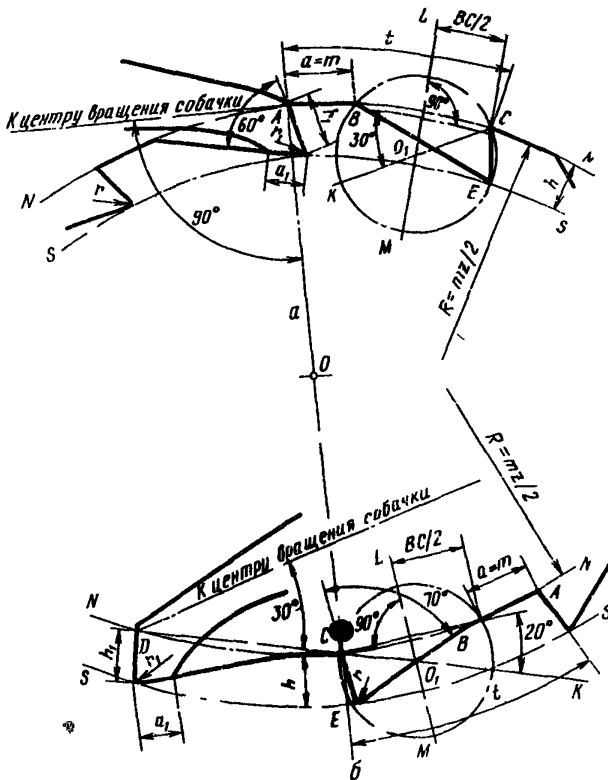 L
BC/2
t
a=m
К центру вращения собачки
A
B
C
60°
90°
r₁
30°
O₁
a₁
K
E
N
N
r
h
S
S
M
90°
R=mz/2
a
O
R=mz/2
К центру вращения собачки
L
BC/2
a=m
N
N
A
30°
C
90°
70°
B
20°
S
D
h₁
r₁
h
r
O₁
K
S
t
a₁
E
M
б